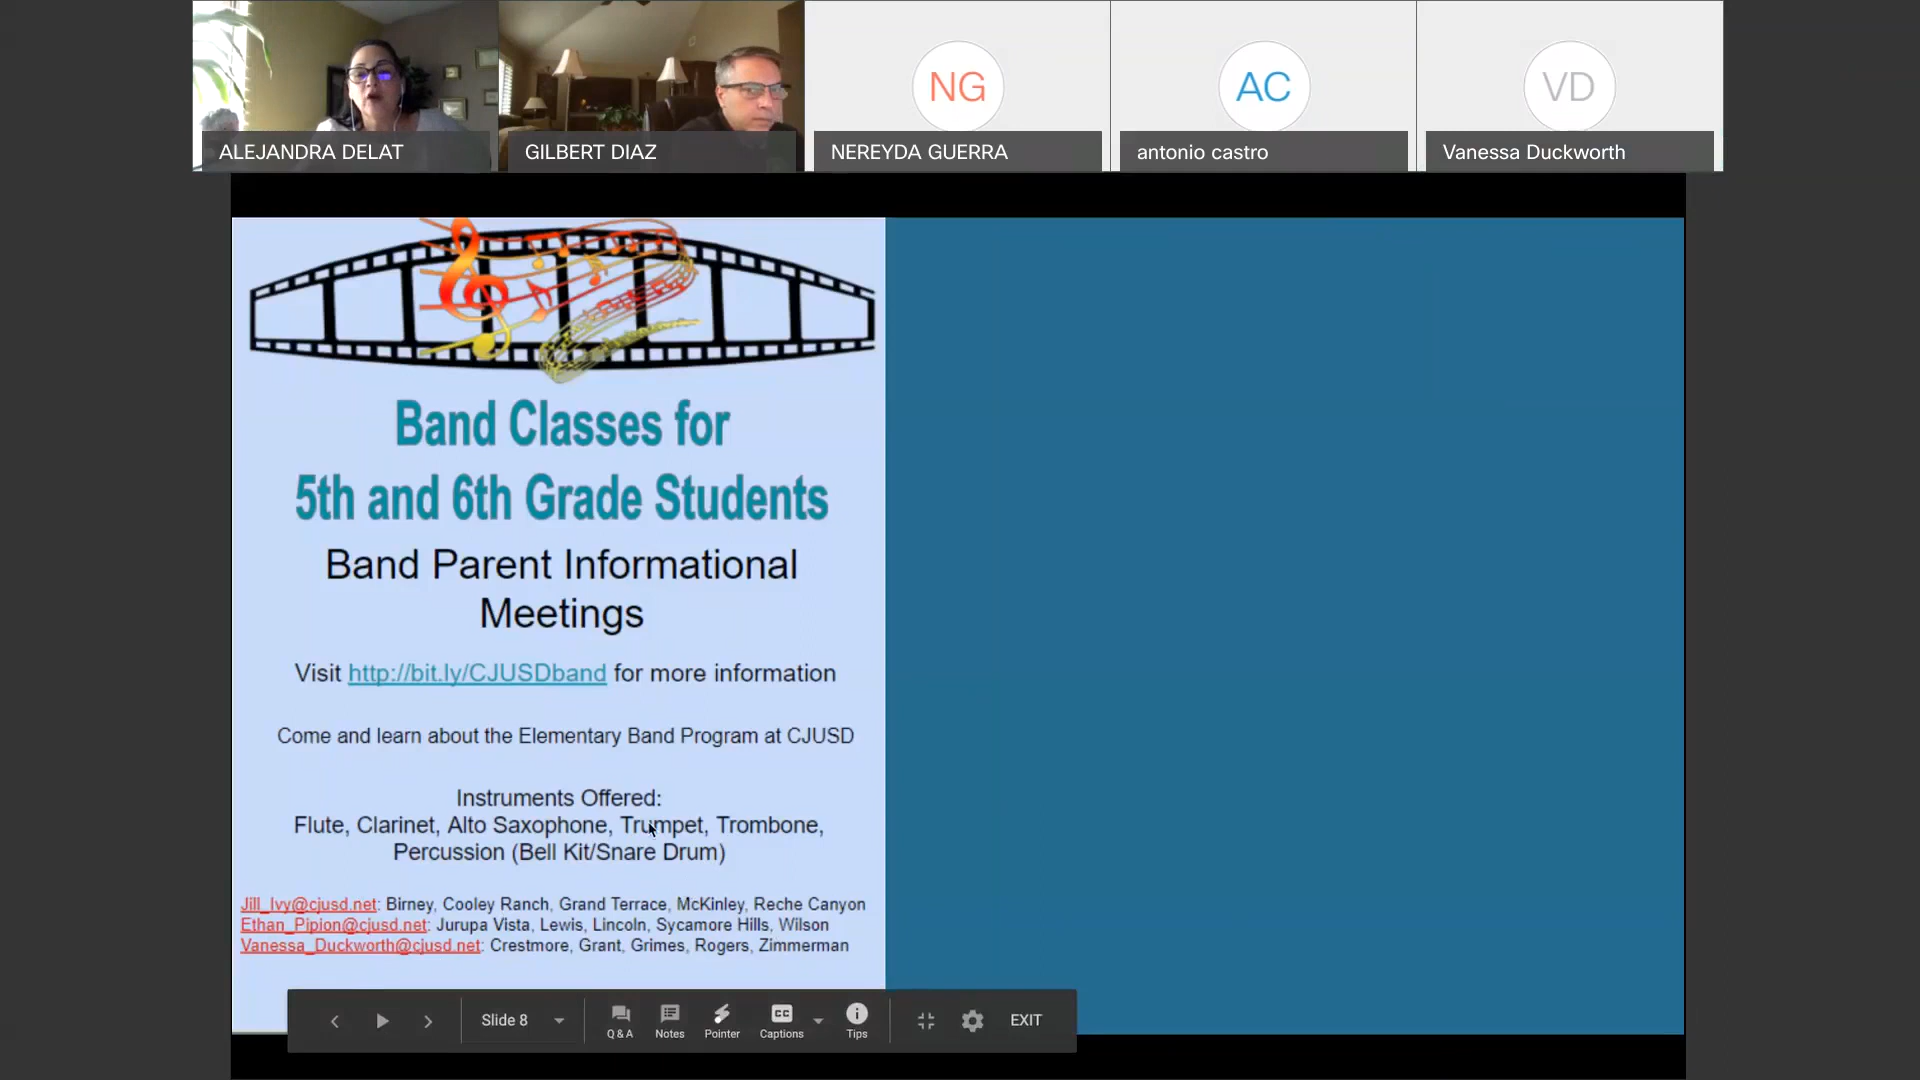 ALEJANDRA DELAT
GILBERT DIAZ
NG
NEREYDA GUERRA
AC
antonio castro
VD
Vanessa Duckworth
Band Classes for
5th and 6th Grade Students
Band Parent Informational
Meetings
Visit http://bit.ly/CJUSDband for more information
Come and learn about the Elementary Band Program at CJUSD
Instruments Offered:
Flute, Clarinet, Alto Saxophone, Trumpet, Trombone,
Percussion (Bell Kit/Snare Drum)
Jill_Ivy@cjusd.net: Birney, Cooley Ranch, Grand Terrace, McKinley, Reche Canyon
Ethan_Pipion@cjusd.net: Jurupa Vista, Lewis, Lincoln, Sycamore Hills, Wilson
Vanessa_Duckworth@cjusd.net: Crestmore, Grant, Grimes, Rogers, Zimmerman
Slide 8
Q & A
Notes
Pointer
CC
Captions
Tips
EXIT